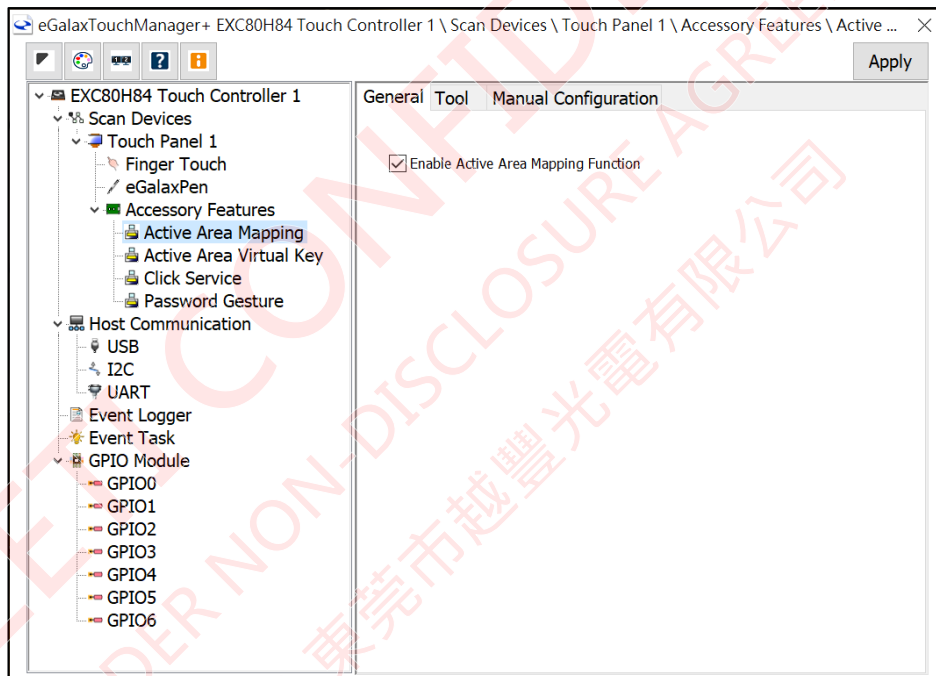 eGalaxTouchManager+ EXC80H84 Touch Controller 1 \ Scan Devices \ Touch Panel 1 \ Accessory Features \ Active ...
Apply
EXC80H84 Touch Controller 1
Scan Devices
Touch Panel 1
Finger Touch
eGalaxPen
Accessory Features
Active Area Mapping
Active Area Virtual Key
Click Service
Password Gesture
Host Communication
USB
I2C
UART
Event Logger
Event Task
GPIO Module
GPIO0
GPIO1
GPIO2
GPIO3
GPIO4
GPIO5
GPIO6
General Tool Manual Configuration
Enable Active Area Mapping Function
EETI CONFID
DER NON-DISCLOSURE AGREE
東莞市越豐光電有限公司